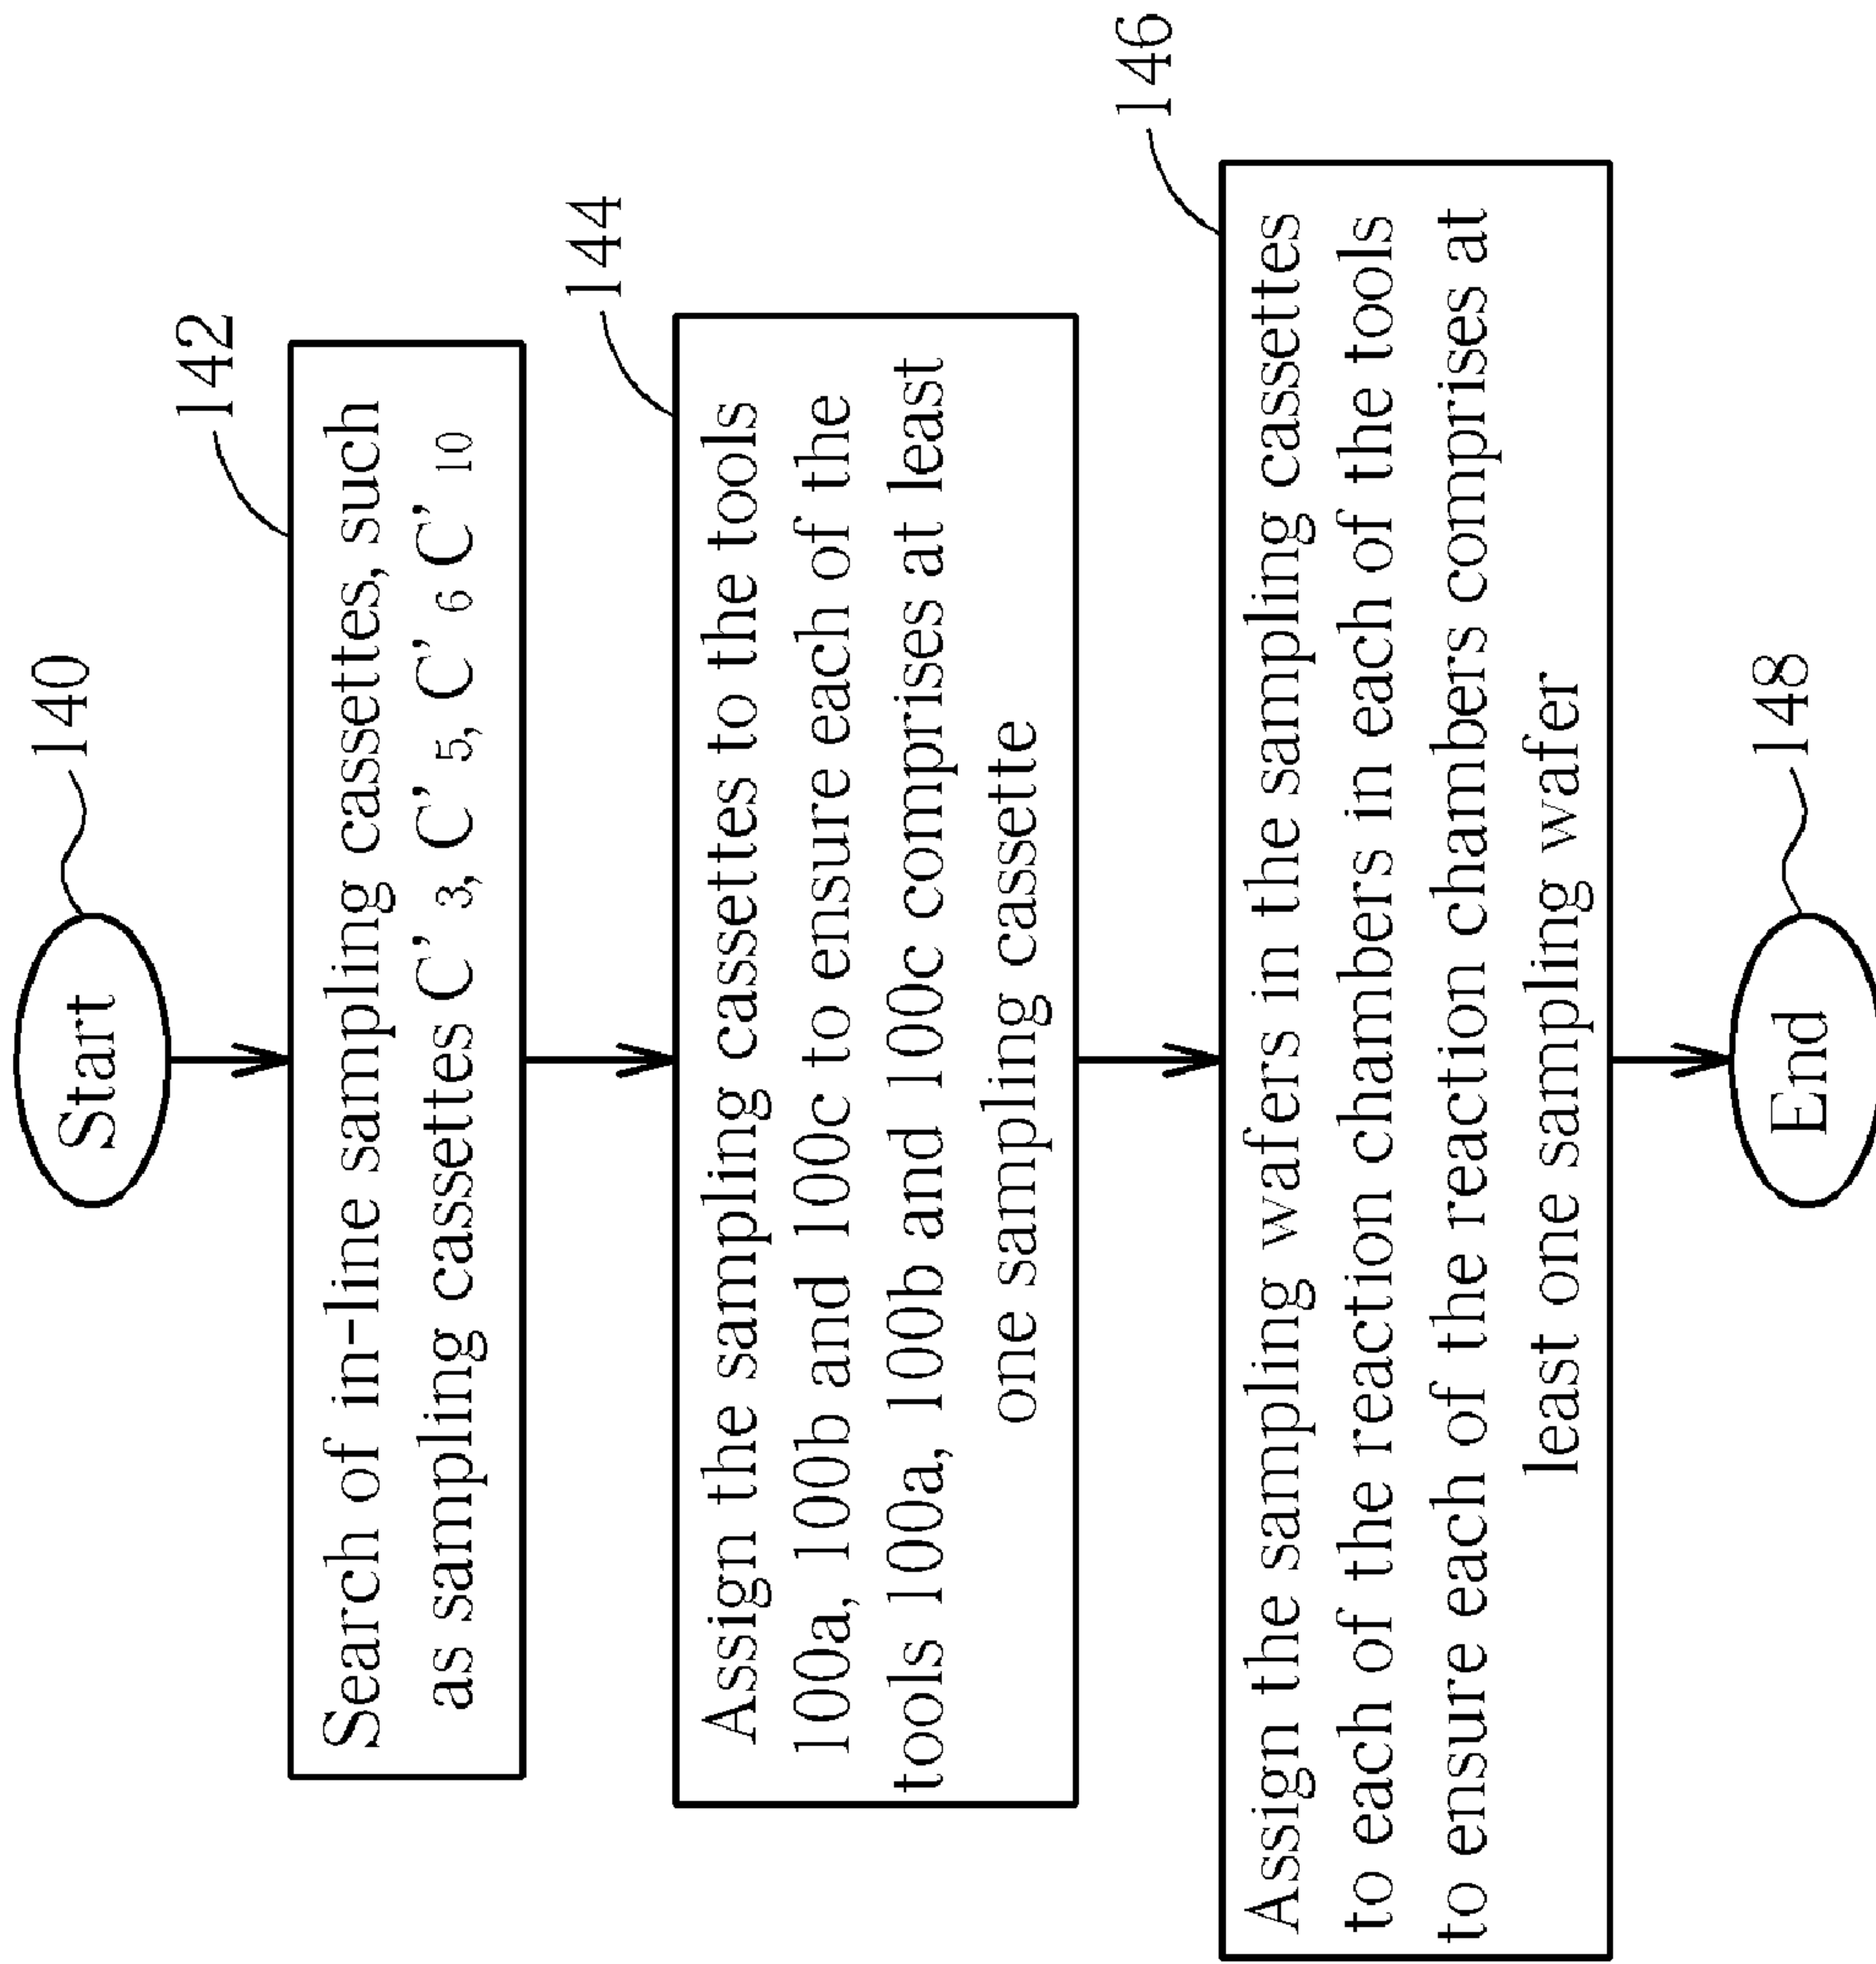 Start
140
142
Search of in-line sampling cassettes, such
as sampling cassettes C'3, C'5, C'6 C'10
144
Assign the sampling cassettes to the tools
100a, 100b and 100c to ensure each of the
tools 100a, 100b and 100c comprises at least
one sampling cassette
146
Assign the sampling wafers in the sampling cassettes
to each of the reaction chambers in each of the tools
to ensure each of the reaction chambers comprises at
least one sampling wafer
End
148